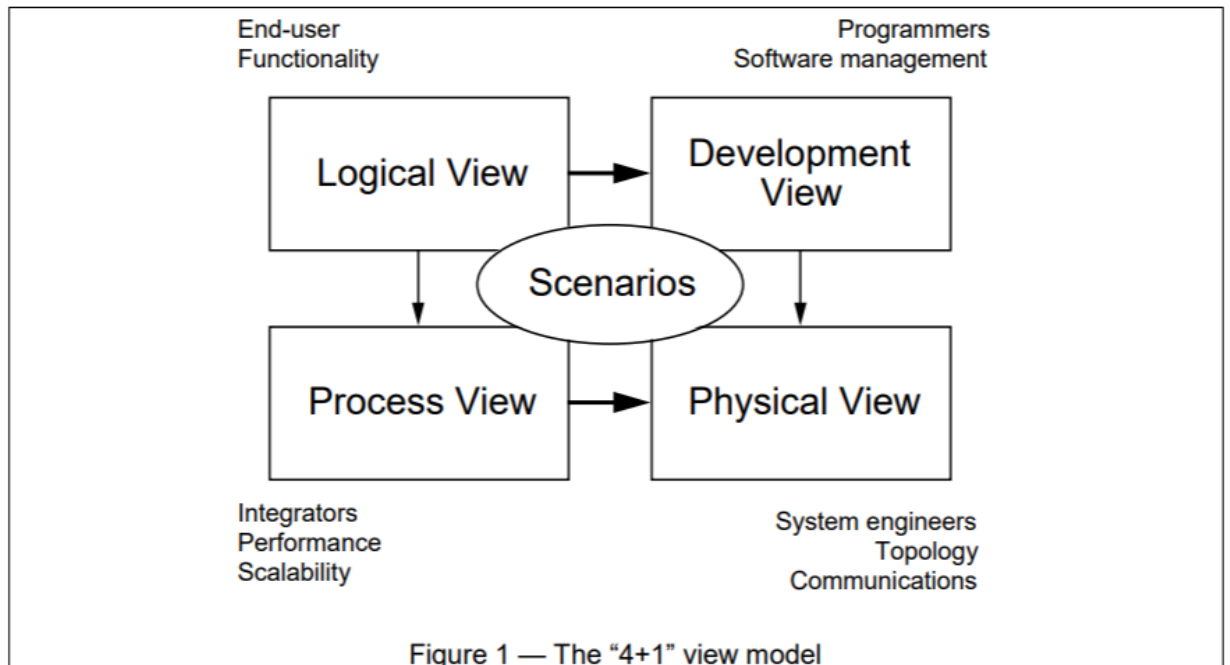 End-user
Functionality
Programmers
Software management
Logical View
Development
View
Scenarios
Process View
Physical View
Integrators
Performance
Scalability
System engineers
Topology
Communications
Figure 1 — The “4+1” view model